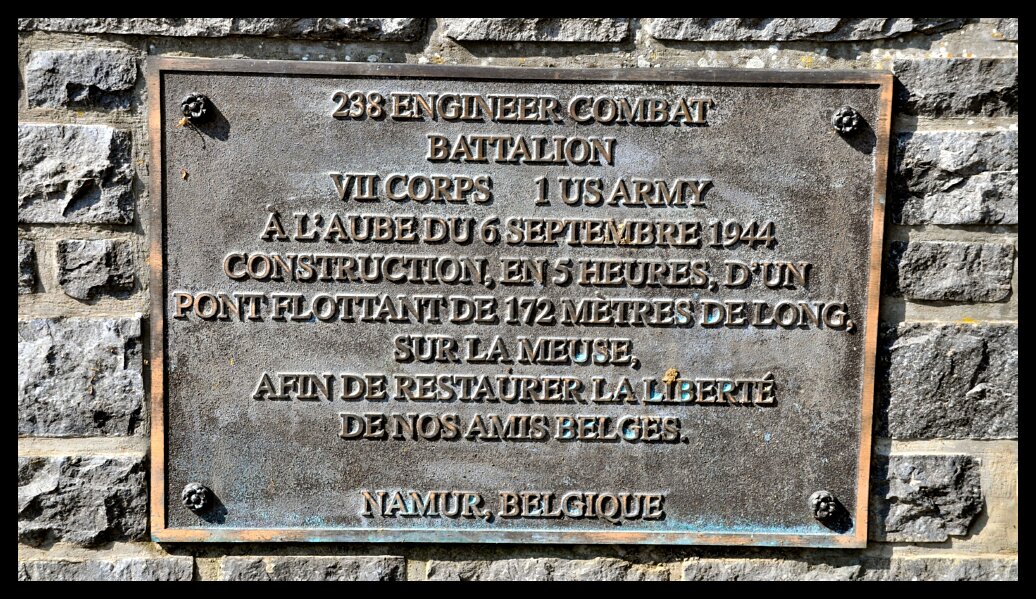 238 ENGINEER COMBAT
BATTALION
VII CORPS 1 US ARMY
À L'AUBE DU 6 SEPTEMBRE 1944
CONSTRUCTION, EN 5 HEURES, D'UN
PONT FLOTTANT DE 172 MÈTRES DE LONG,
SUR LA MEUSE,
AFIN DE RESTAURER LA LIBERTÉ
DE NOS AMIS BELGES.
NAMUR, BELGIQUE